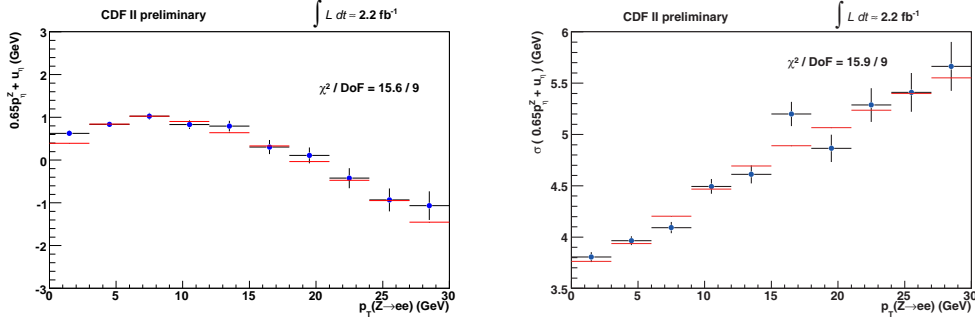 CDF II preliminary
∫ L dt = 2.2 fb⁻¹
0.65p_η^Z + u_η (GeV)
χ² / DoF = 15.6 / 9
3
2
1
0
-1
-2
-3
0 5 10 15 20 25 30
p_T(Z→ee) (GeV)
CDF II preliminary
∫ L dt = 2.2 fb⁻¹
σ ( 0.65p_η^Z + u_η ) (GeV)
χ² / DoF = 15.9 / 9
6
5.5
5
4.5
4
3.5
0 5 10 15 20 25 30
p_T(Z→ee) (GeV)